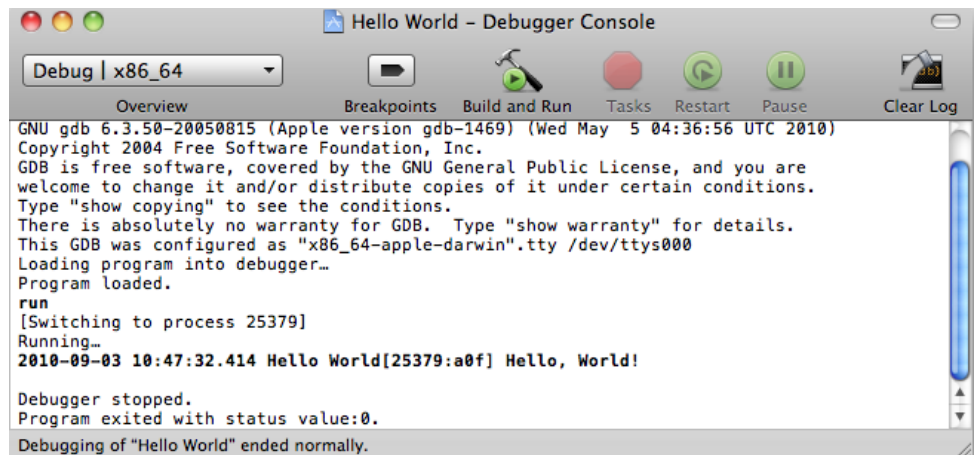 Hello World – Debugger Console
Debug | x86_64
Overview
Breakpoints
Build and Run
Tasks
Restart
Pause
Clear Log
GNU gdb 6.3.50-20050815 (Apple version gdb-1469) (Wed May  5 04:36:56 UTC 2010)
Copyright 2004 Free Software Foundation, Inc.
GDB is free software, covered by the GNU General Public License, and you are
welcome to change it and/or distribute copies of it under certain conditions.
Type "show copying" to see the conditions.
There is absolutely no warranty for GDB.  Type "show warranty" for details.
This GDB was configured as "x86_64-apple-darwin".tty /dev/ttys000
Loading program into debugger…
Program loaded.
run
[Switching to process 25379]
Running…
2010-09-03 10:47:32.414 Hello World[25379:a0f] Hello, World!
Debugger stopped.
Program exited with status value:0.
Debugging of “Hello World” ended normally.